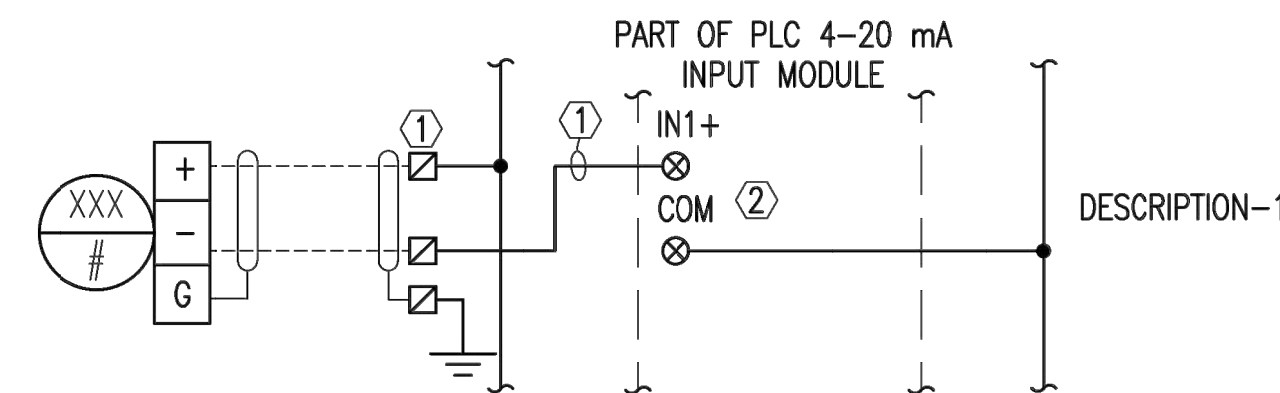 PART OF PLC 4-20 mA
INPUT MODULE
1
1
IN1+
+
XXX
-
COM
2
DESCRIPTION-1
#
G